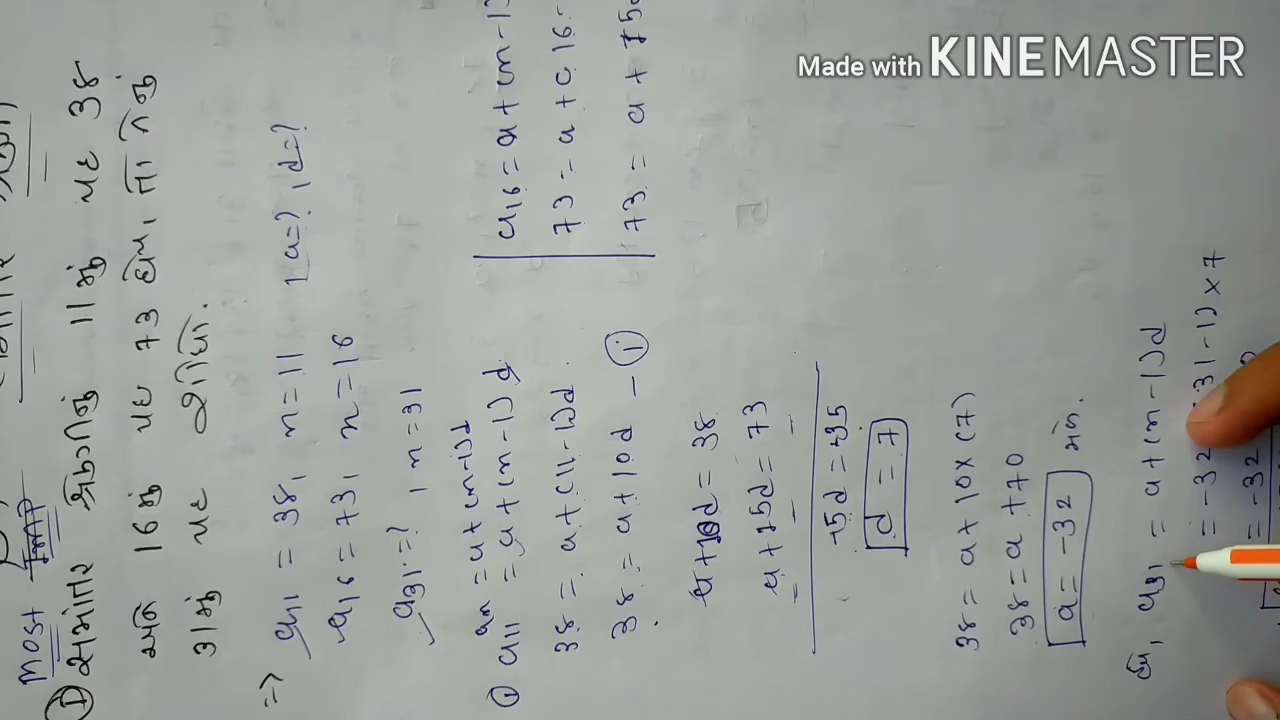 Made with KINEMASTER
most Imp
① સમાંતર શ્રેણીનું 11મું પદ 38
અને 16મું પદ 73 હોય, તો તેનું
31મું પદ શોધો.
=> a11 = 38, n=11, a=?, d=?
a16 = 73, n=16
a31=?, n=31
an = a+(n-1)d
① a11 = a+(n-1)d
38 = a+(11-1)d.
38 = a+10d — ①
a16 = a+(n-1)
73 = a+(16-
73 = a+15d
a+10d = 38
a+15d = 73
-5d = -35
d = 7
38 = a+10×(7)
38 = a+70
a = -32
હવે, a31 = a+(n-1)d
= -32 31-1)×7
= -32